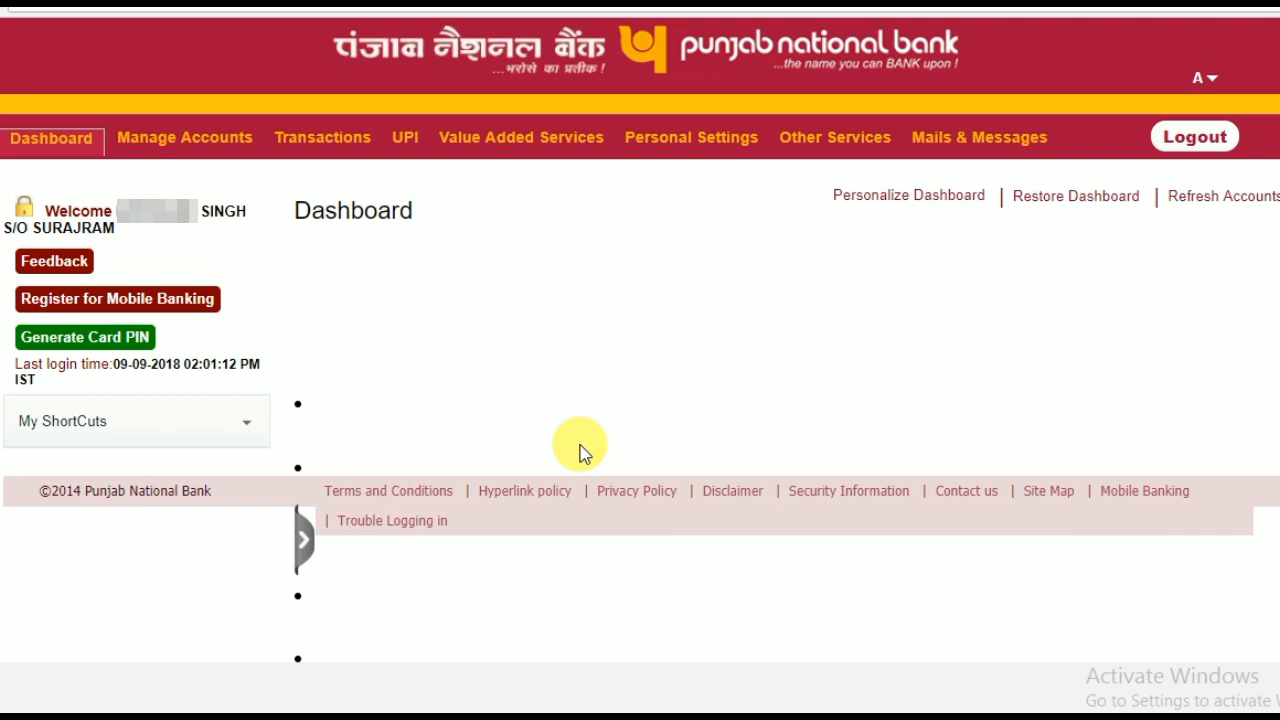 पंजाब नैशनल बैंक punjab national bank
...भरोसे का प्रतीक ! ...the name you can BANK upon !
A
Dashboard Manage Accounts Transactions UPI Value Added Services Personal Settings Other Services Mails & Messages Logout
Personalize Dashboard | Restore Dashboard | Refresh Accounts
Welcome SINGH
S/O SURAJRAM
Dashboard
Feedback
Register for Mobile Banking
Generate Card PIN
Last login time:09-09-2018 02:01:12 PM
IST
My ShortCuts
©2014 Punjab National Bank
Terms and Conditions | Hyperlink policy | Privacy Policy | Disclaimer | Security Information | Contact us | Site Map | Mobile Banking
| Trouble Logging in
Activate Windows
Go to Settings to activate